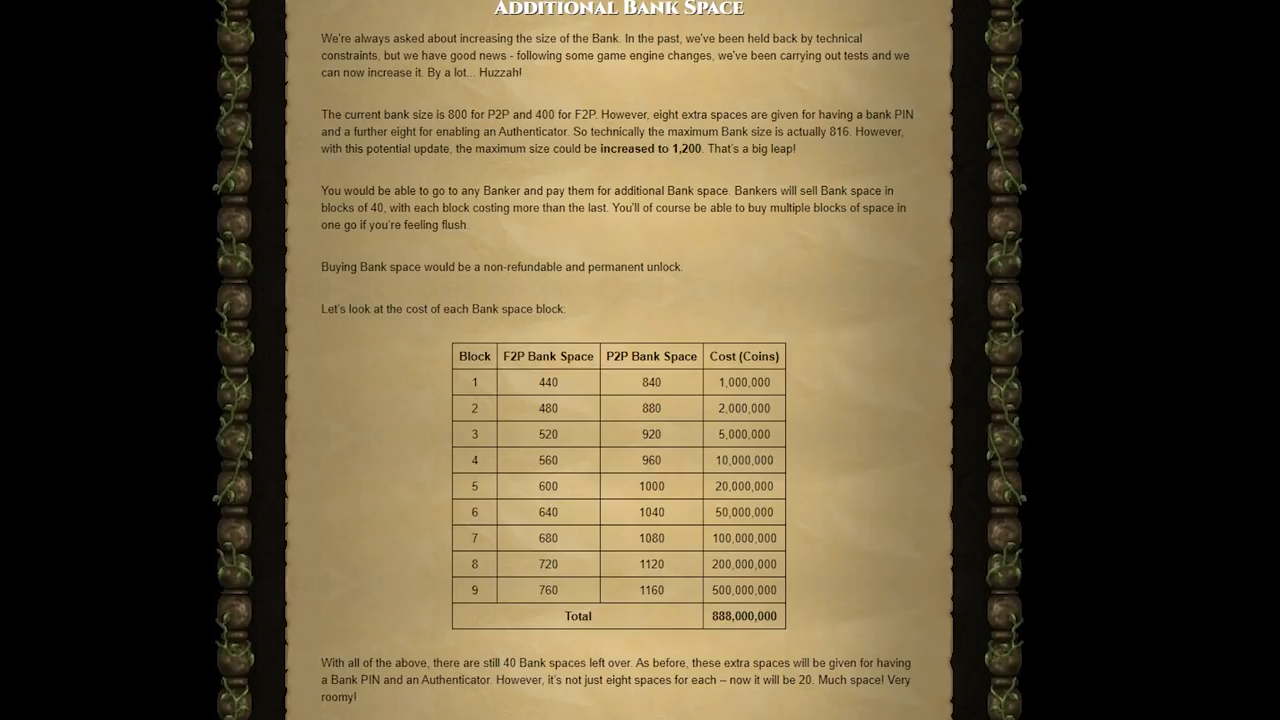 Additional Bank Space
We're always asked about increasing the size of the Bank. In the past, we've been held back by technical
constraints, but we have good news - following some game engine changes, we've been carrying out tests and we
can now increase it. By a lot... Huzzah!
The current bank size is 800 for P2P and 400 for F2P. However, eight extra spaces are given for having a bank PIN
and a further eight for enabling an Authenticator. So technically the maximum Bank size is actually 816. However,
with this potential update, the maximum size could be increased to 1,200. That's a big leap!
You would be able to go to any Banker and pay them for additional Bank space. Bankers will sell Bank space in
blocks of 40, with each block costing more than the last. You'll of course be able to buy multiple blocks of space in
one go if you're feeling flush.
Buying Bank space would be a non-refundable and permanent unlock.
Let's look at the cost of each Bank space block:
Block F2P Bank Space P2P Bank Space Cost (Coins)
1 440 840 1,000,000
2 480 880 2,000,000
3 520 920 5,000,000
4 560 960 10,000,000
5 600 1000 20,000,000
6 640 1040 50,000,000
7 680 1080 100,000,000
8 720 1120 200,000,000
9 760 1160 500,000,000
Total 888,000,000
With all of the above, there are still 40 Bank spaces left over. As before, these extra spaces will be given for having
a Bank PIN and an Authenticator. However, it's not just eight spaces for each – now it will be 20. Much space! Very
roomy!